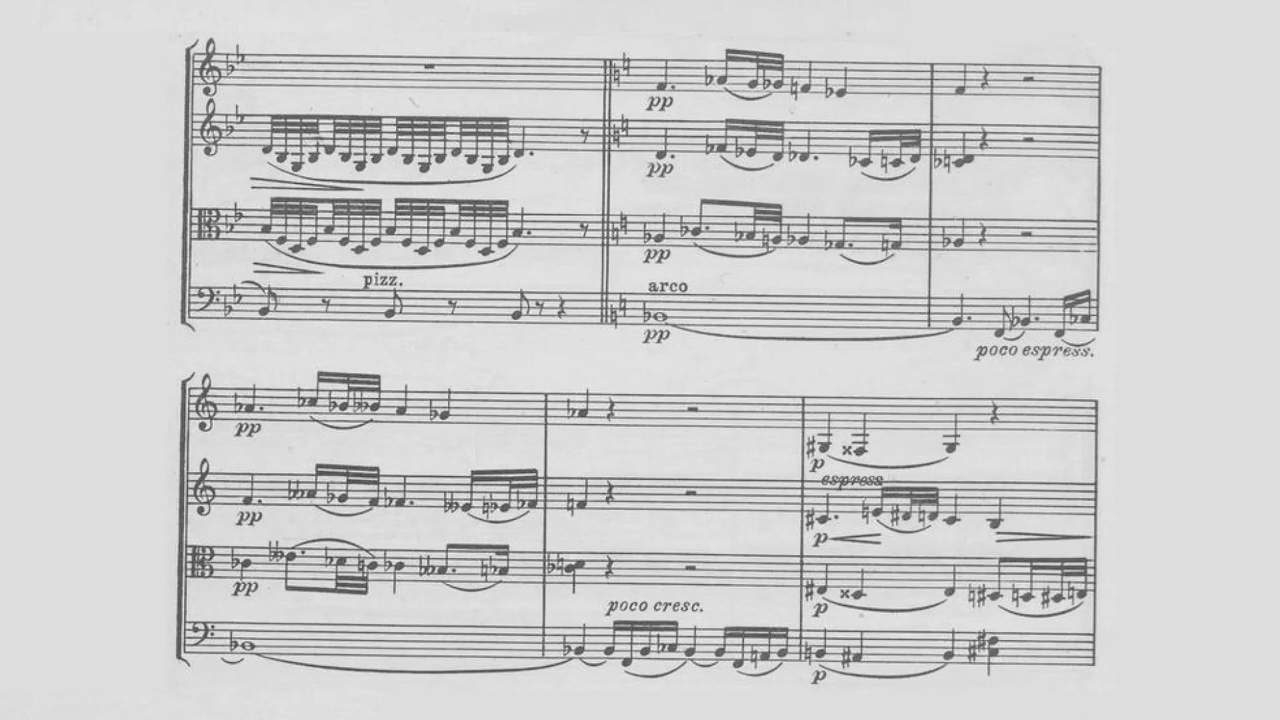 pp
pp
pizz.
pp
arco
pp
poco espress.
pp
p
espress.
pp
p
pp
poco cresc.
p
p